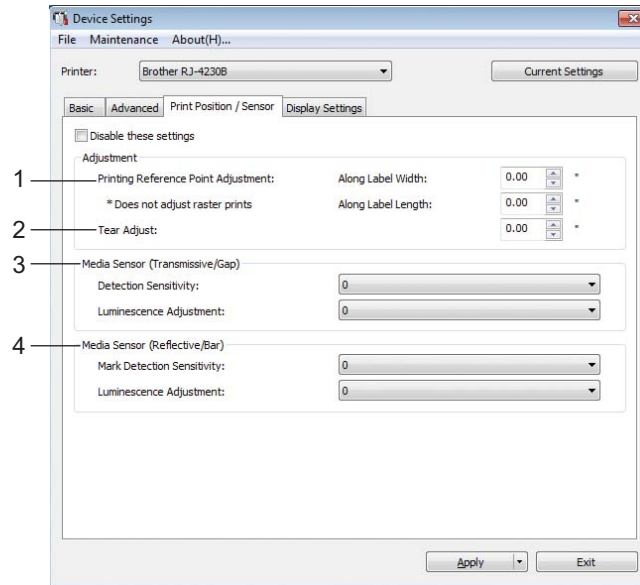 Device Settings
File Maintenance About(H)...
Printer: Brother RJ-4230B Current Settings
Basic Advanced Print Position / Sensor Display Settings
Disable these settings
Adjustment
1 Printing Reference Point Adjustment: Along Label Width: 0.00 "
* Does not adjust raster prints Along Label Length: 0.00 "
2 Tear Adjust: 0.00 "
3 Media Sensor (Transmissive/Gap)
Detection Sensitivity: 0
Luminescence Adjustment: 0
4 Media Sensor (Reflective/Bar)
Mark Detection Sensitivity: 0
Luminescence Adjustment: 0
Apply Exit